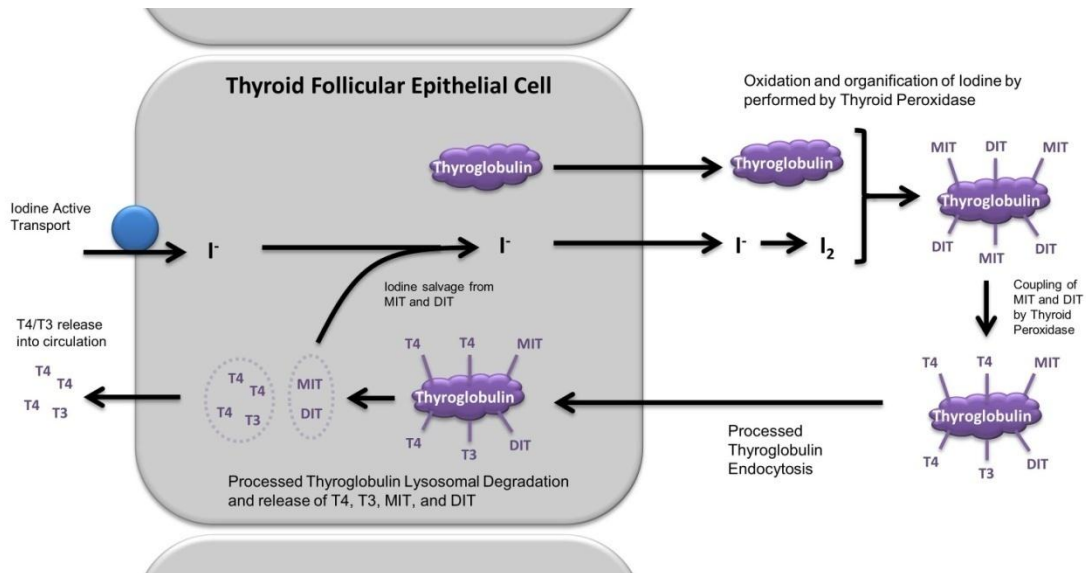 Thyroid Follicular Epithelial Cell
Oxidation and organification of Iodine by
performed by Thyroid Peroxidase
Thyroglobulin
Thyroglobulin
MIT
DIT
MIT
Thyroglobulin
DIT
MIT
DIT
Iodine Active
Transport
I-
I-
I-
I2
Iodine salvage from
MIT and DIT
Coupling of
MIT and DIT
by Thyroid
Peroxidase
T4/T3 release
into circulation
T4
T4
T4
T3
T4
T4
T4
T3
MIT
DIT
T4
T4
MIT
Thyroglobulin
T4
T3
DIT
Processed
Thyroglobulin
Endocytosis
T4
T4
MIT
Thyroglobulin
T4
T3
DIT
Processed Thyroglobulin Lysosomal Degradation
and release of T4, T3, MIT, and DIT